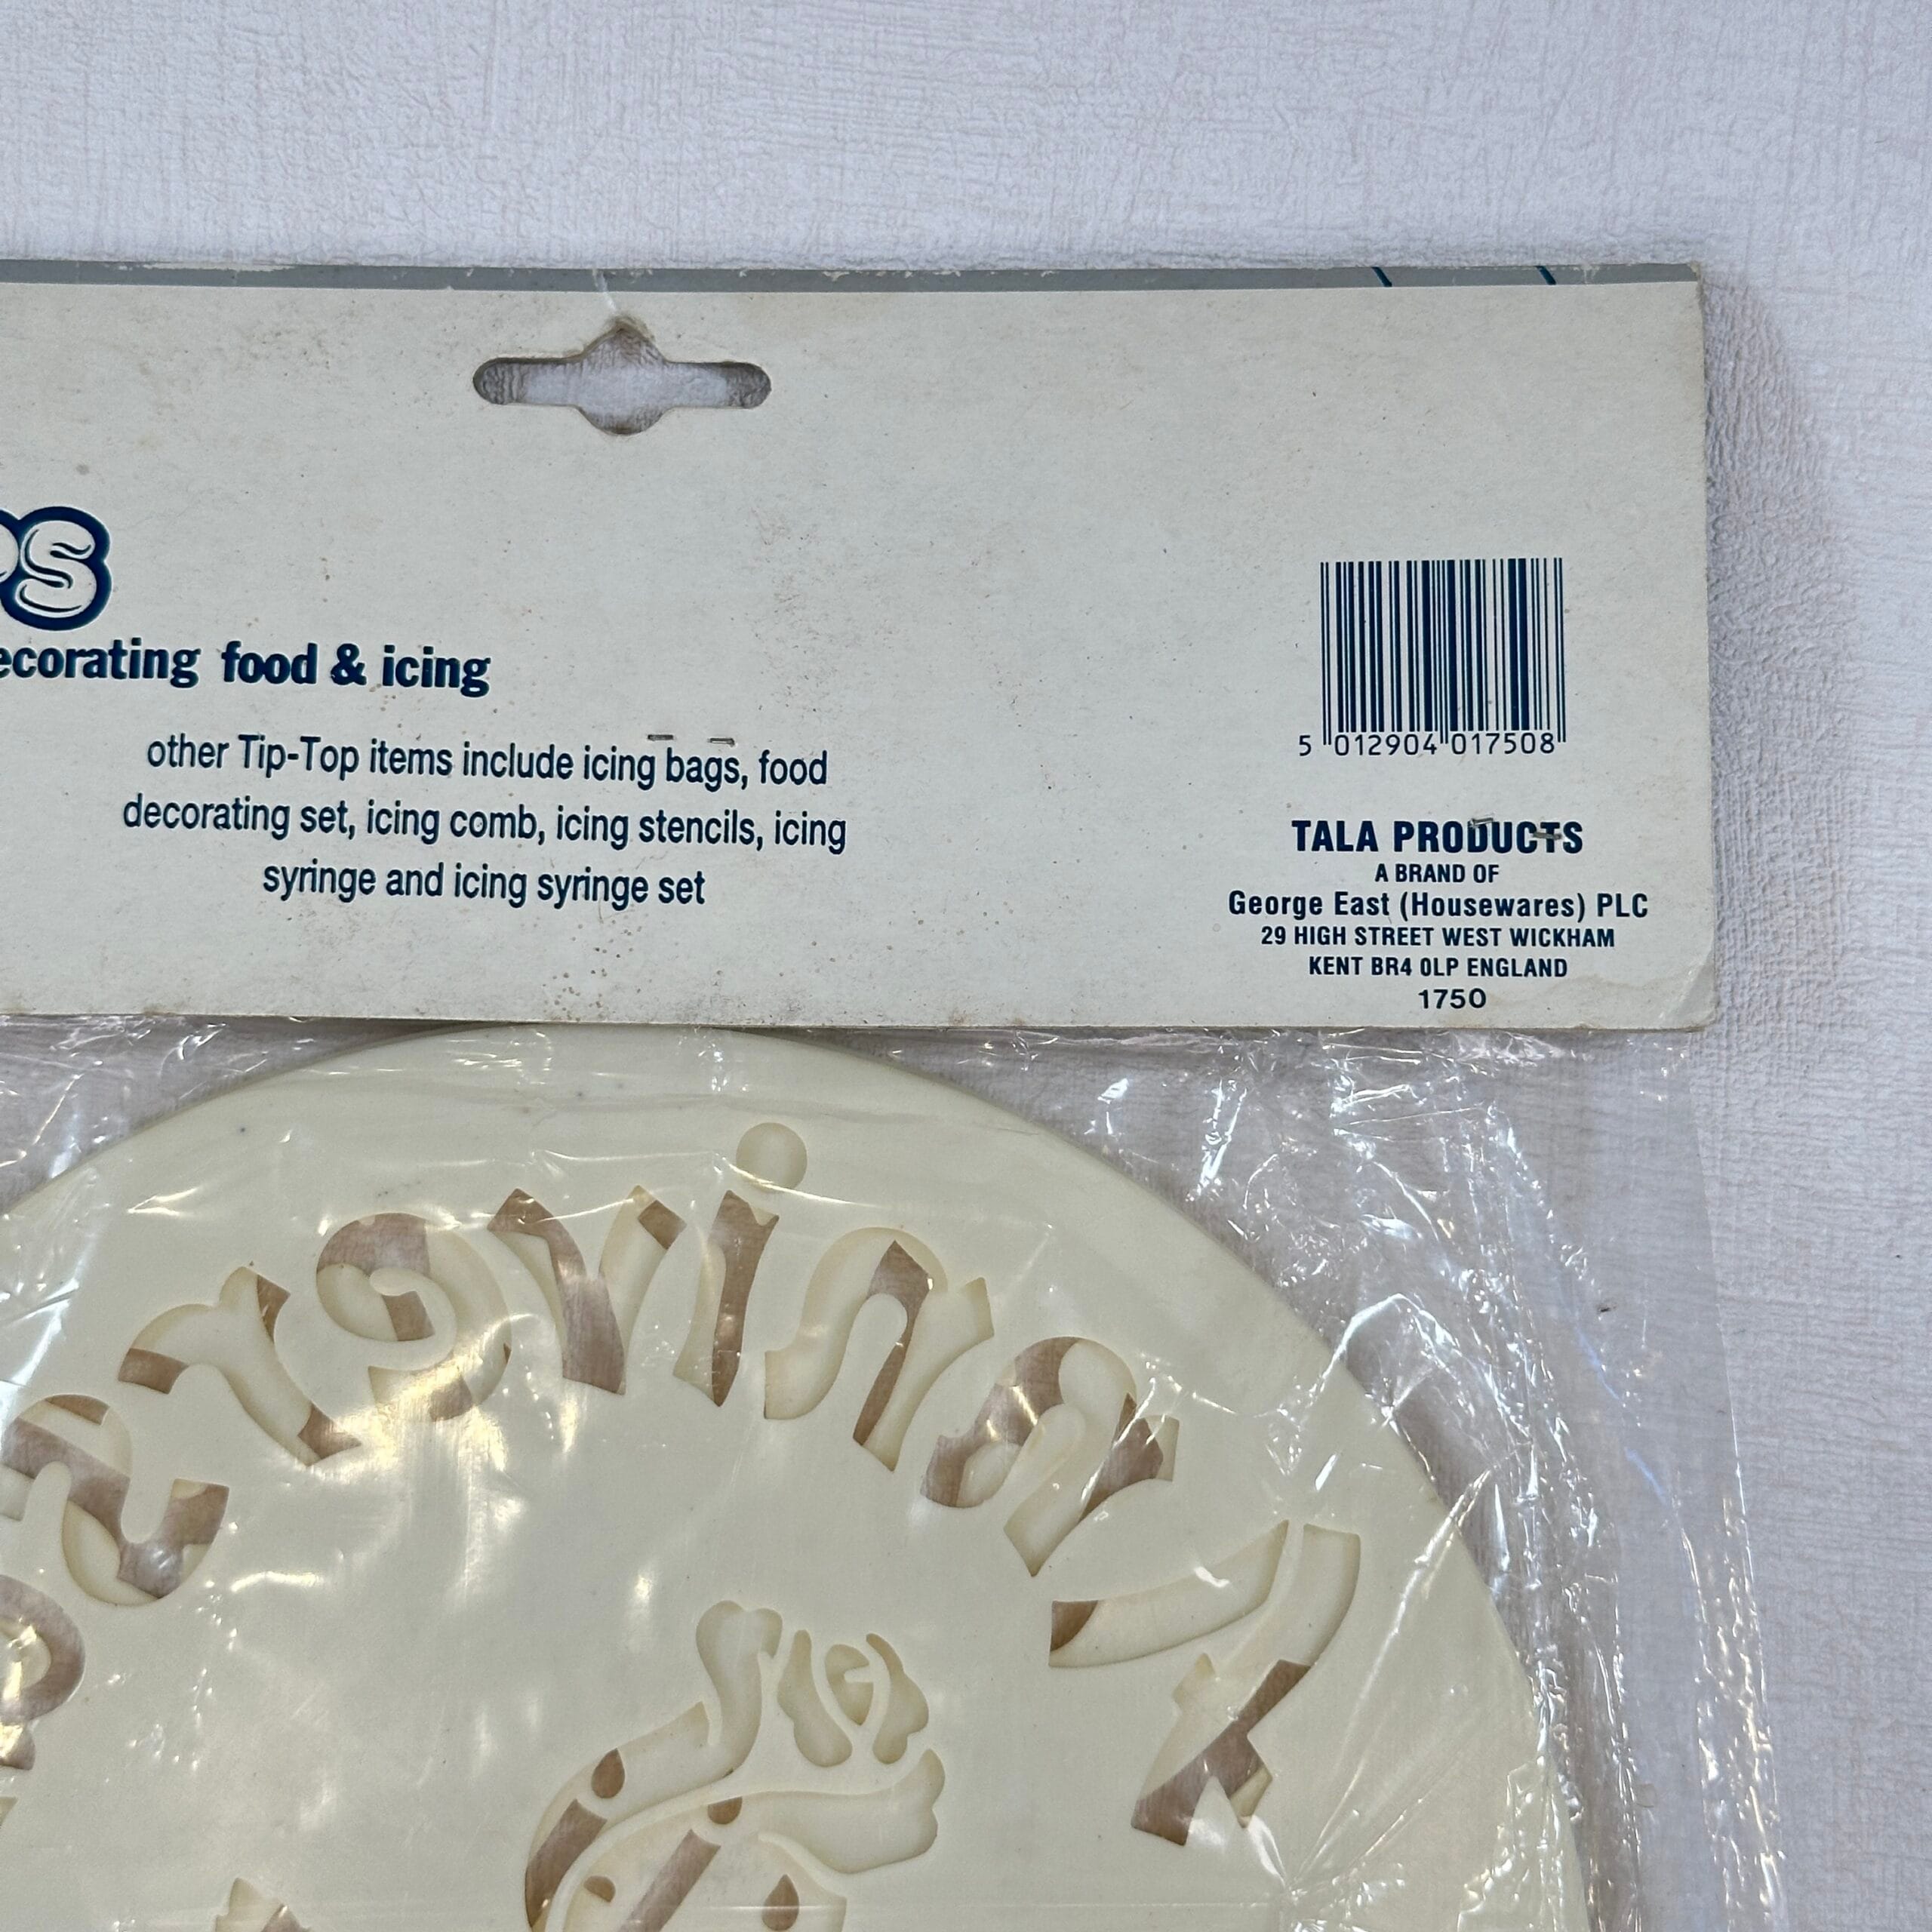 PS
ecorating food & icing
other Tip-Top items include icing bags, food
decorating set, icing comb, icing stencils, icing
syringe and icing syringe set
5 012904 017508
TALA PRODUCTS
A BRAND OF
George East (Housewares) PLC
29 HIGH STREET WEST WICKHAM
KENT BR4 0LP ENGLAND
1750